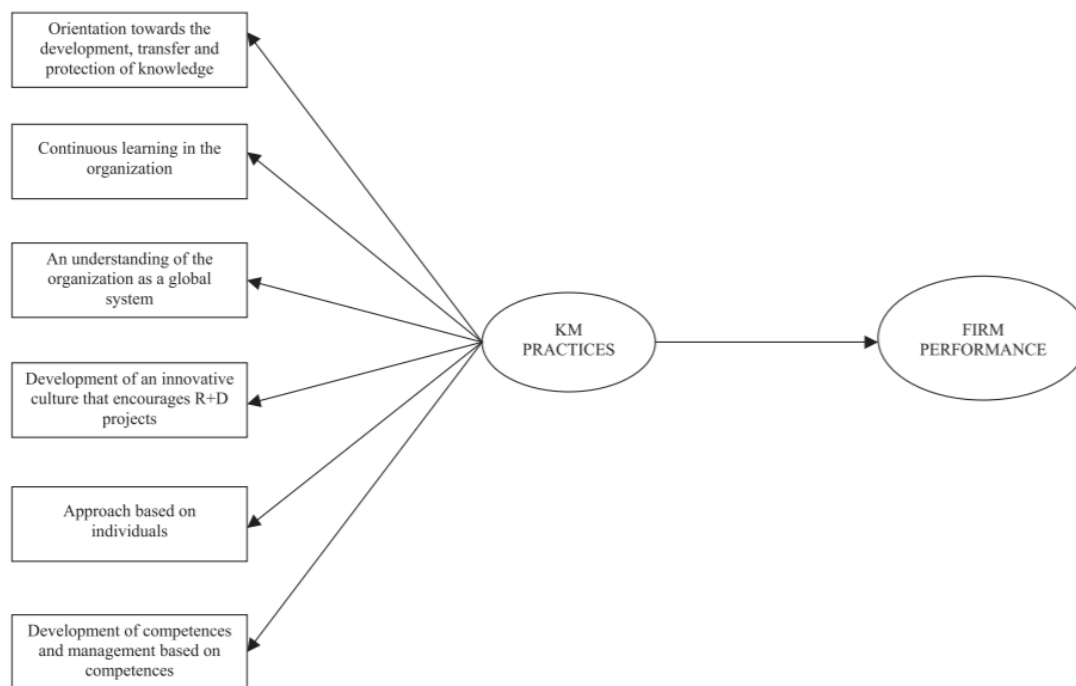 Orientation towards the
development, transfer and
protection of knowledge
Continuous learning in the
organization
An understanding of the
organization as a global
system
Development of an innovative
culture that encourages R+D
projects
Approach based on
individuals
Development of competences
and management based on
competences
KM
PRACTICES
FIRM
PERFORMANCE